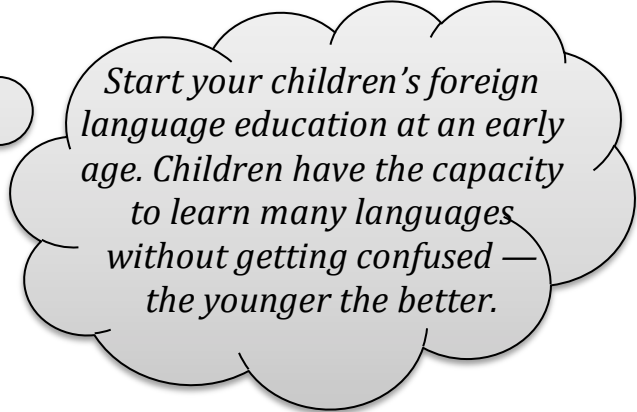 Start your children’s foreign
language education at an early
age. Children have the capacity
to learn many languages
without getting confused —
the younger the better.